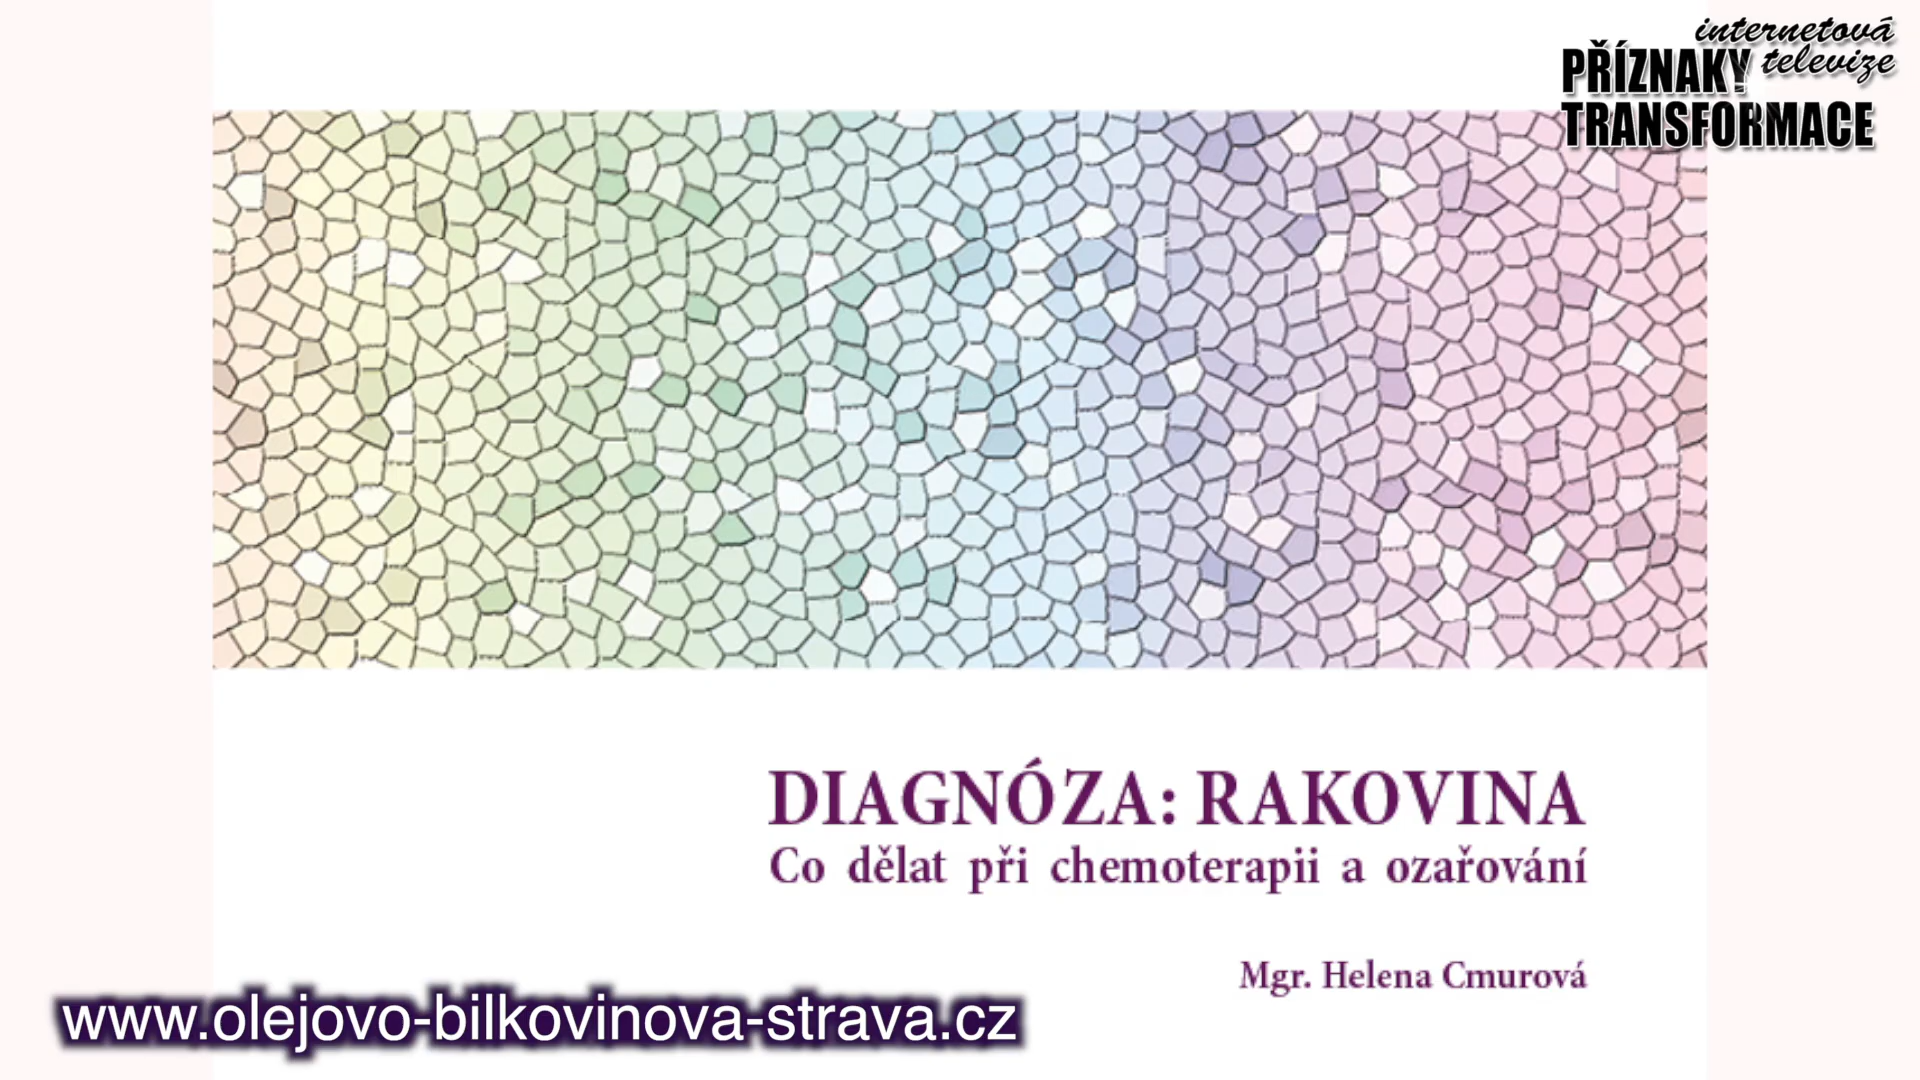 internetová
PŘÍZNAKY televize
TRANSFORMACE
DIAGNÓZA: RAKOVINA
Co dělat při chemoterapii a ozařování
Mgr. Helena Cmurová
www.olejovo-bilkovinova-strava.cz